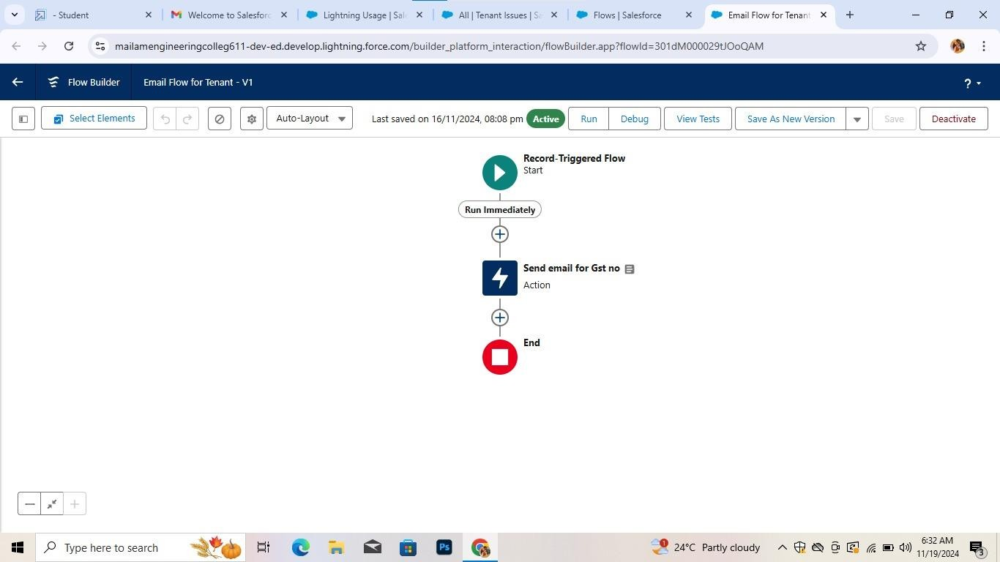 - Student
Welcome to Salesforc
Lightning Usage | Sale
All | Tenant Issues | Sa
Flows | Salesforce
Email Flow for Tenant
mailamengineeringcolleg611-dev-ed.develop.lightning.force.com/builder_platform_interaction/flowBuilder.app?flowId=301dM000029tJOoQAM
Flow Builder
Email Flow for Tenant - V1
?
Select Elements
Auto-Layout
Last saved on 16/11/2024, 08:08 pm
Active
Run
Debug
View Tests
Save As New Version
Save
Deactivate
Record-Triggered Flow
Start
Run Immediately
Send email for Gst no
Action
End
Type here to search
Ps
1
24°C Partly cloudy
6:32 AM
11/19/2024
3